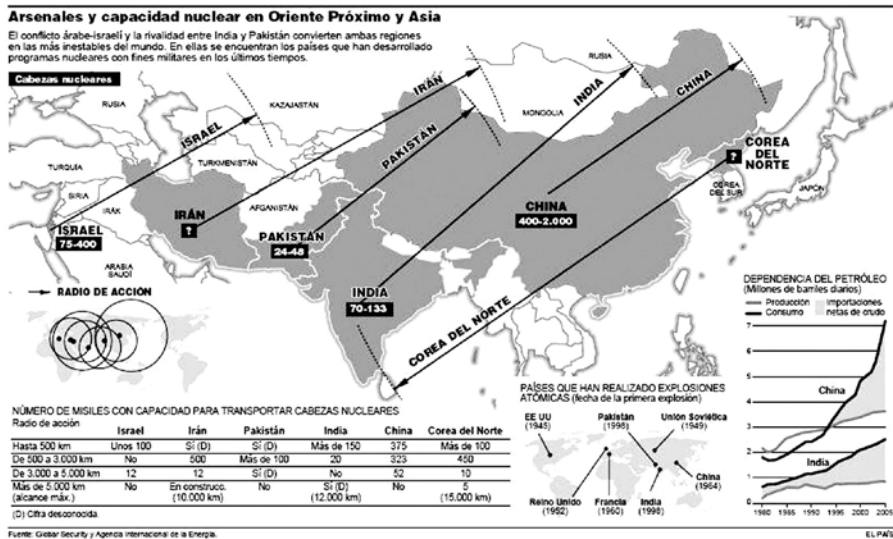 Arsenales y capacidad nuclear en Oriente Próximo y Asia
El conflicto árabe-israelí y la rivalidad entre India y Pakistán convierten ambas regiones
en las más inestables del mundo. En ellas se encuentran los países que han desarrollado
programas nucleares con fines militares en los últimos tiempos.
Cabezas nucleares
RUSIA
KAZAJASTÁN
IRÁN
RUSIA
MONGOLIA
INDIA
CHINA
ISRAEL
PAKISTÁN
TURQUÍA
TURKMENISTÁN
SIRIA
IRÁK
AFGANISTÁN
COREA
DEL
NORTE
?
COREA
DEL SUR
JAPÓN
ISRAEL
75-400
IRÁN
?
PAKISTÁN
24-48
CHINA
400-2.000
ARABIA
SAUDÍ
INDIA
70-133
COREA DEL NORTE
RADIO DE ACCIÓN
DEPENDENCIA DEL PETRÓLEO
(Millones de barriles diarios)
Producción
Consumo
Importaciones
netas de crudo
7
6
5
4
3
2
1
0
China
India
1980 1985 1990 1995 2000 2005
NÚMERO DE MISILES CON CAPACIDAD PARA TRANSPORTAR CABEZAS NUCLEARES
Radio de acción
Israel Irán Pakistán India China Corea del Norte
Hasta 500 km Unos 100 Sí (D) Sí (D) Más de 150 375 Más de 100
De 500 a 3.000 km No 500 Más de 100 20 323 450
De 3.000 a 5.000 km 12 12 Sí (D) No 52 10
Más de 5.000 km No En construcc. No Sí (D) No 5
(alcance máx.) (10.000 km) (12.000 km) (15.000 km)
(D) Cifra desconocida.
PAÍSES QUE HAN REALIZADO EXPLOSIONES
ATÓMICAS (fecha de la primera explosión)
EE UU
(1945)
Pakistán
(1998)
Unión Soviética
(1949)
China
(1964)
Reino Unido
(1952)
Francia
(1960)
India
(1998)
Fuente: Global Security y Agencia Internacional de la Energía.
EL PAÍS